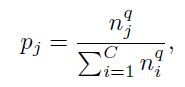 p_j = \frac{n_j^q}{\sum_{i=1}^{C} n_i^q},